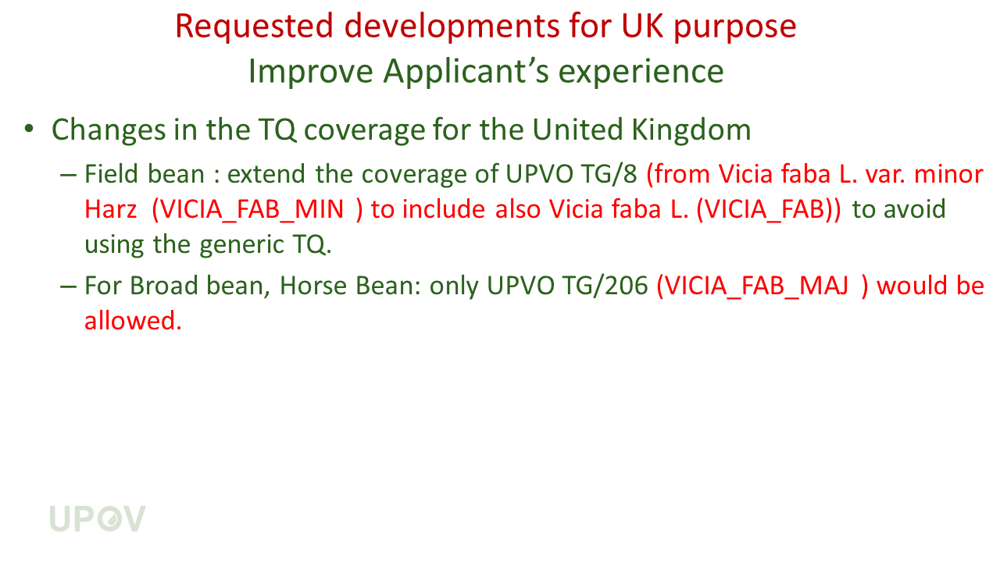 Requested developments for UK purpose
Improve Applicant’s experience
• Changes in the TQ coverage for the United Kingdom
– Field bean : extend the coverage of UPVO TG/8 (from Vicia faba L. var. minor
Harz (VICIA_FAB_MIN ) to include also Vicia faba L. (VICIA_FAB)) to avoid
using the generic TQ.
– For Broad bean, Horse Bean: only UPVO TG/206 (VICIA_FAB_MAJ ) would be
allowed.
UPOV